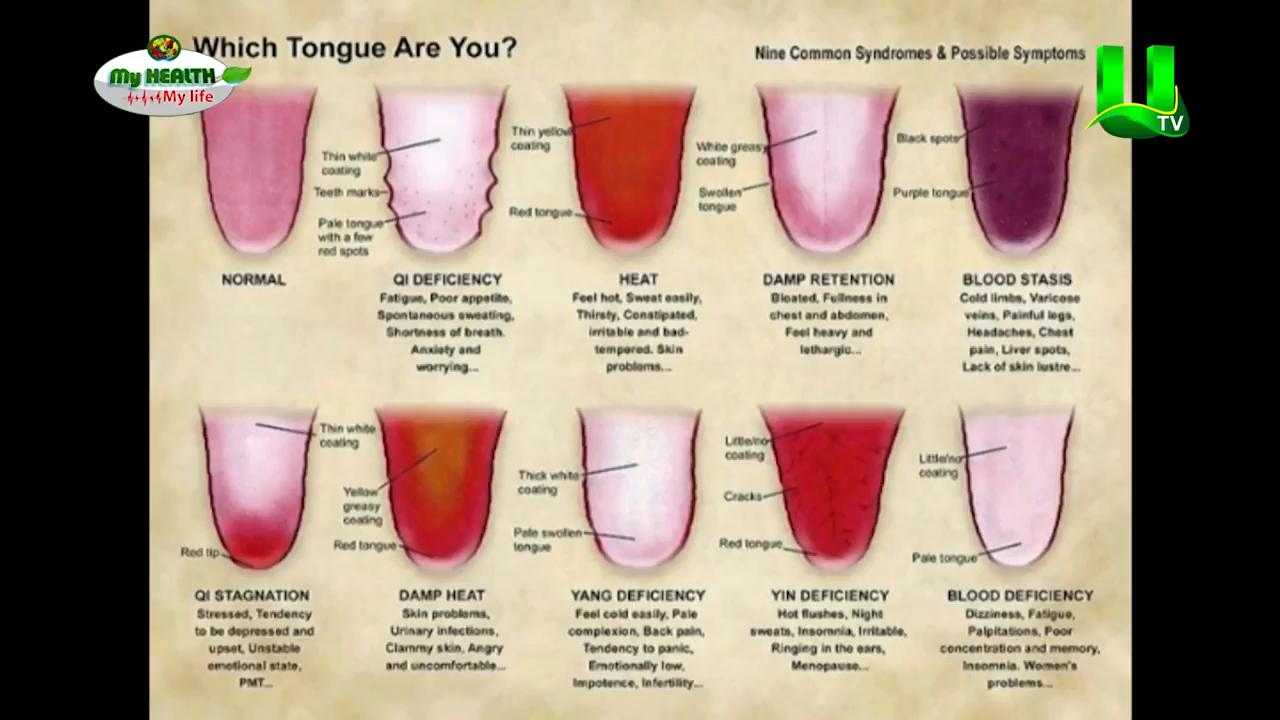 Which Tongue Are You?
Nine Common Syndromes & Possible Symptoms
My HEALTH
My life
U
TV
Thin white
coating
Teeth marks
Pale tongue
with a few
red spots
Thin yellow
coating
Red tongue
White greasy
coating
Swollen
tongue
Black spots
Purple tongue
NORMAL
QI DEFICIENCY
Fatigue, Poor appetite,
Spontaneous sweating,
Shortness of breath.
Anxiety and
worrying...
HEAT
Feel hot, Sweat easily,
Thirsty, Constipated,
irritable and bad-
tempered. Skin
problems...
DAMP RETENTION
Bloated, Fullness in
chest and abdomen,
Feel heavy and
lethargic...
BLOOD STASIS
Cold limbs, Varicose
veins, Painful legs,
Headaches, Chest
pain, Liver spots,
Lack of skin lustre...
Thin white
coating
Red tip
Yellow
greasy
coating
Red tongue
Thick white
coating
Pale swollen
tongue
Little/no
coating
Cracks
Red tongue
Little/no
coating
Pale tongue
QI STAGNATION
Stressed, Tendency
to be depressed and
upset, Unstable
emotional state,
PMT...
DAMP HEAT
Skin problems,
Urinary infections,
Clammy skin, Angry
and uncomfortable...
YANG DEFICIENCY
Feel cold easily, Pale
complexion, Back pain,
Tendency to panic,
Emotionally low,
Impotence, Infertility...
YIN DEFICIENCY
Hot flushes, Night
sweats, Insomnia, Irritable,
Ringing in the ears,
Menopause...
BLOOD DEFICIENCY
Dizziness, Fatigue,
Palpitations, Poor
concentration and memory,
Insomnia. Women's
problems...